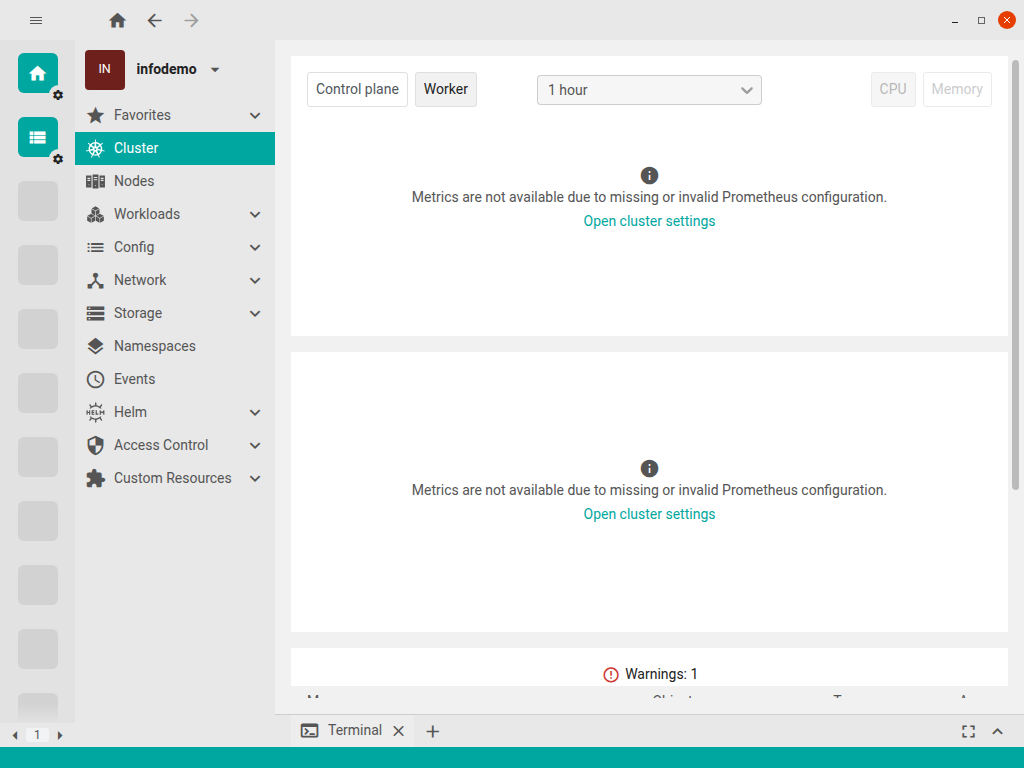 IN
infodemo
Favorites
Cluster
Nodes
Workloads
Config
Network
Storage
Namespaces
Events
HELM
Helm
Access Control
Custom Resources
1
Control plane
Worker
1 hour
CPU
Memory
Metrics are not available due to missing or invalid Prometheus configuration.
Open cluster settings
Metrics are not available due to missing or invalid Prometheus configuration.
Open cluster settings
Warnings: 1
Terminal